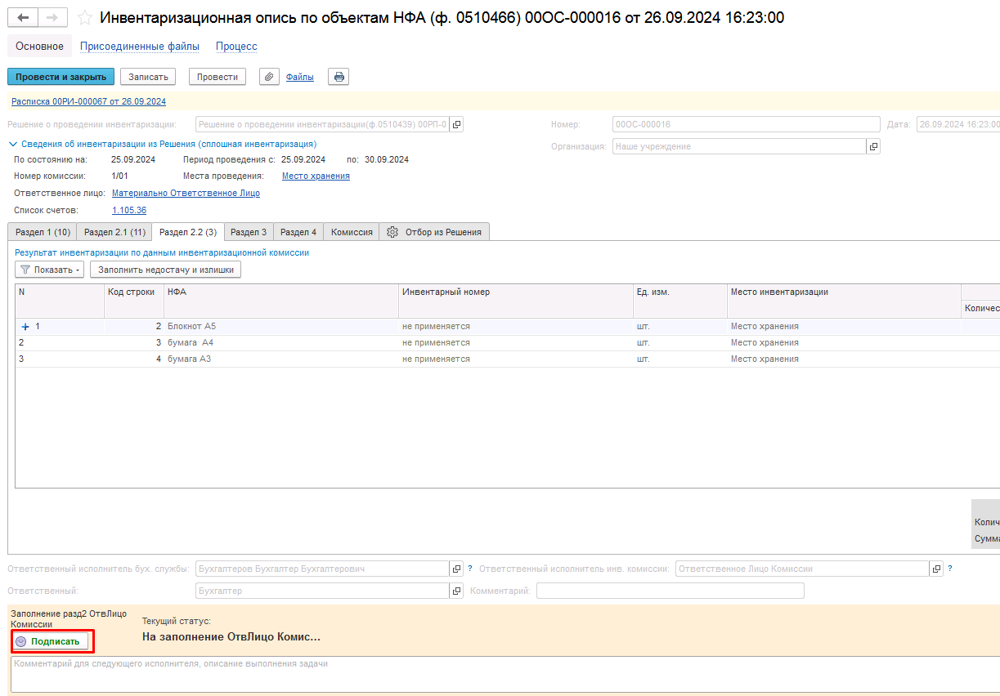 Инвентаризационная опись по объектам НФА (ф. 0510466) 00ОС-000016 от 26.09.2024 16:23:00
Основное Присоединенные файлы Процесс
Провести и закрыть Записать Провести Файлы
Расписка 00РИ-000067 от 26.09.2024
Решение о проведении инвентаризации: Решение о проведении инвентаризации(ф.0510439) 00РП-0 Номер: 00ОС-000016 Дата: 26.09.2024 16:23:00
Сведения об инвентаризации из Решения (сплошная инвентаризация) Организация: Наше учреждение
По состоянию на: 25.09.2024 Период проведения с: 25.09.2024 по: 30.09.2024
Номер комиссии: 1/01 Места проведения: Место хранения
Ответственное лицо: Материально Ответственное Лицо
Список счетов: 1.105.36
Раздел 1 (10) Раздел 2.1 (11) Раздел 2.2 (3) Раздел 3 Раздел 4 Комиссия Отбор из Решения
Результат инвентаризации по данным инвентаризационной комиссии
Показать Заполнить недостачу и излишки
N Код строки НФА Инвентарный номер Ед. изм. Место инвентаризации
Количес
1 2 Блокнот А5 не применяется шт. Место хранения
2 3 бумага А4 не применяется шт. Место хранения
3 4 бумага А3 не применяется шт. Место хранения
Колич
Сумма
Ответственный исполнитель бух. службы: Бухгалтеров Бухгалтер Бухгалтерович ? Ответственный исполнитель инв. комиссии: Ответственное Лицо Комиссии ?
Ответственный: Бухгалтер Комментарий:
Заполнение разд2 ОтвЛицо
Комиссии
Текущий статус:
На заполнение ОтвЛицо Комис...
Подписать
Комментарий для следующего исполнителя, описание выполнения задачи